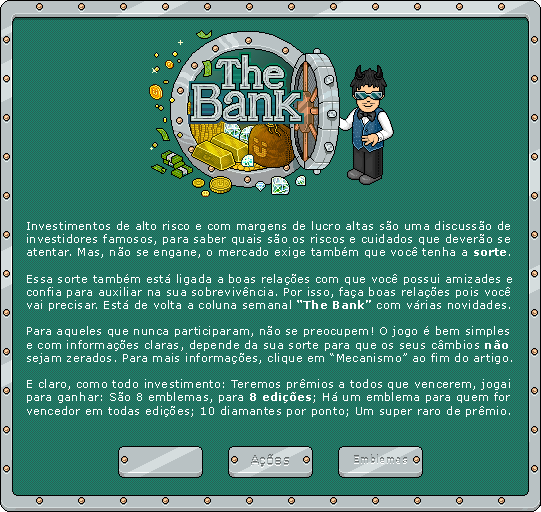 The
Bank
Investimentos de alto risco e com margens de lucro altas são uma discussão de
investidores famosos, para saber quais são os riscos e cuidados que deverão se
atentar. Mas, não se engane, o mercado exige também que você tenha a sorte.
Essa sorte também está ligada a boas relações com que você possui amizades e
confia para auxiliar na sua sobrevivência. Por isso, faça boas relações pois você
vai precisar. Está de volta a coluna semanal “The Bank” com várias novidades.
Para aqueles que nunca participaram, não se preocupem! O jogo é bem simples
e com informações claras, depende da sua sorte para que os seus câmbios não
sejam zerados. Para mais informações, clique em “Mecanismo” ao fim do artigo.
E claro, como todo investimento: Teremos prêmios a todos que vencerem, jogai
para ganhar: São 8 emblemas, para 8 edições; Há um emblema para quem for
vencedor em todas edições; 10 diamantes por ponto; Um super raro de prêmio.
Ações Emblemas